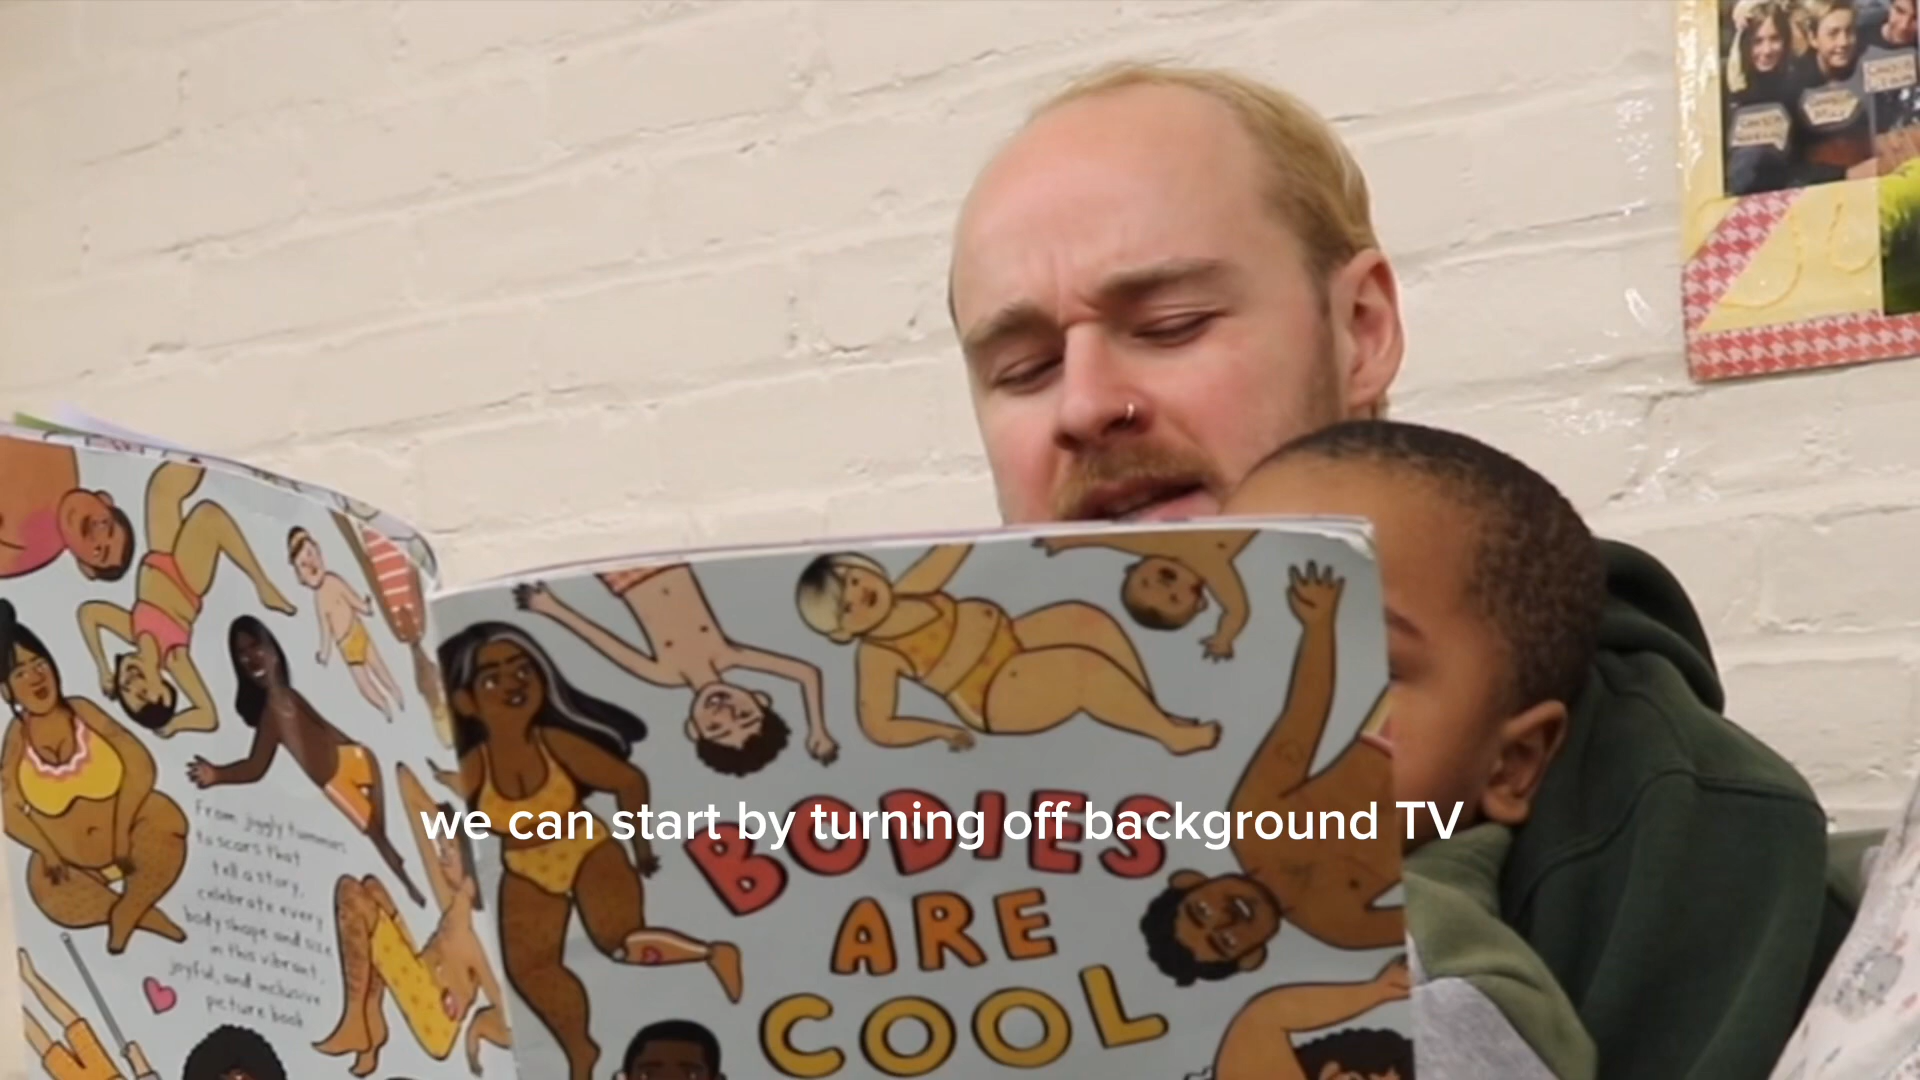 From jiggly tummies
to scars that
tell a story,
celebrate every
body shape and size
in this vibrant,
joyful, and inclusive
picture book
we can start by turning off background TV
BODIES
ARE
COOL